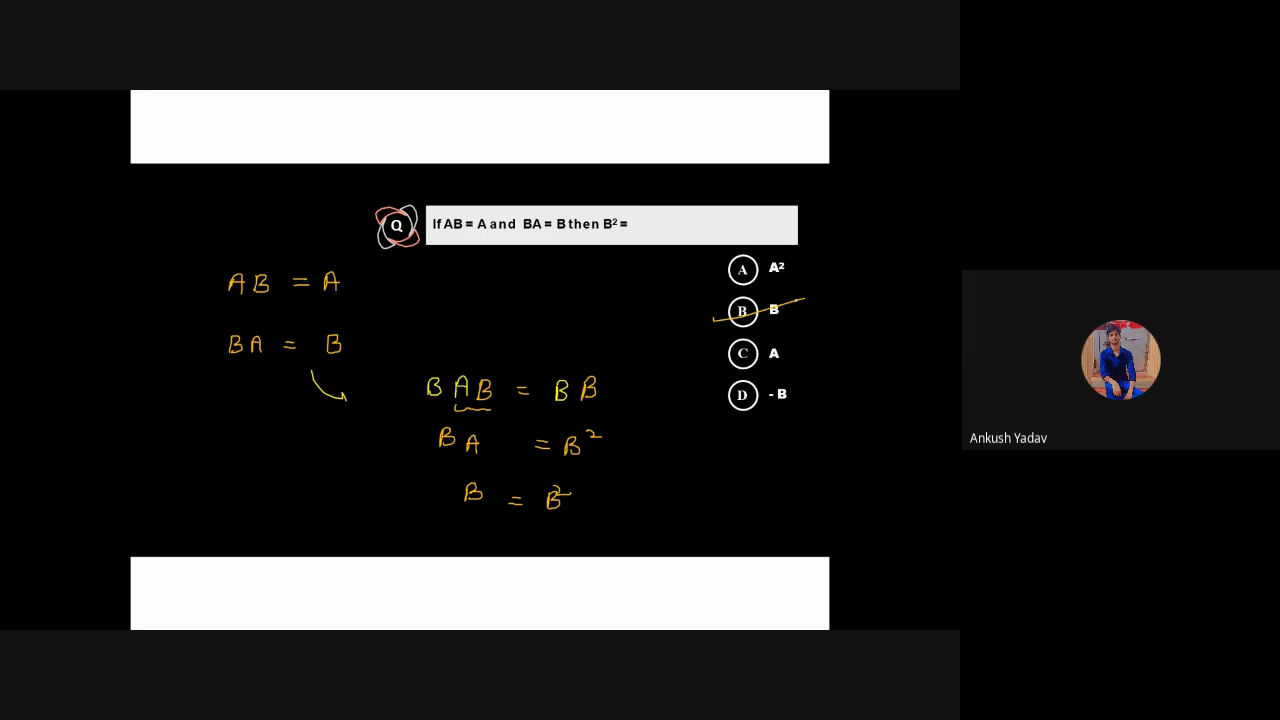 Q If AB = A and BA = B then B² =
A A²
B B
C A
D - B
AB = A
BA = B
BAB = BB
BA = B²
B = B²
Ankush Yadav